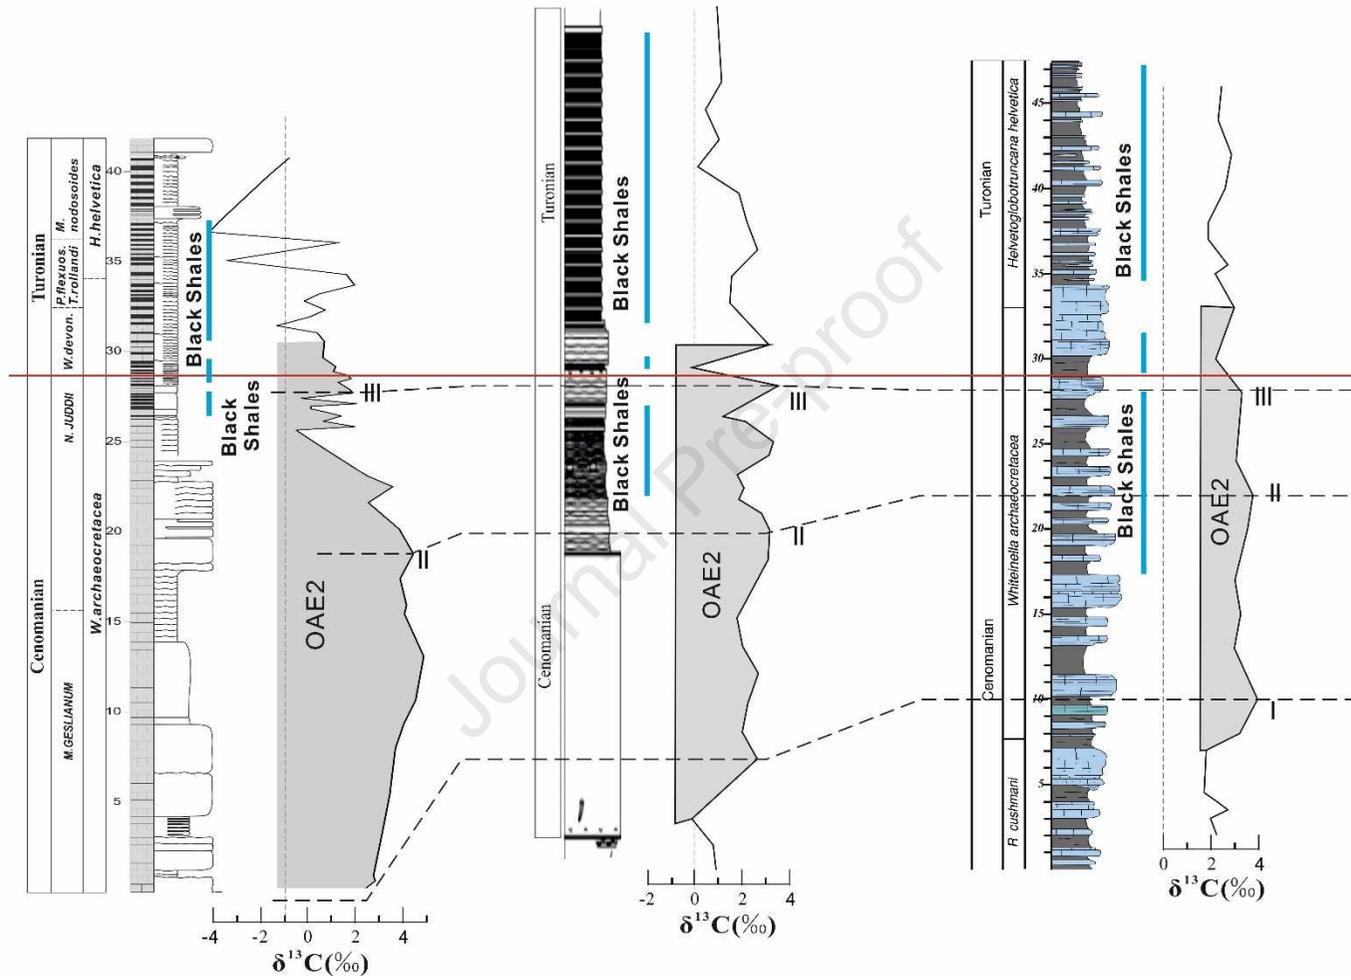 Turonian
Cenomanian
M. nodosoides
P.flexuos.
T.rollandi
W.devon.
N. JUDDII
M.GESLIANUM
H.helvetica
W.archaeocretacea
40
35
30
25
20
15
10
5
Black Shales
Black
Shales
III
II
OAE2
-4 -2 0 2 4
δ¹³C(‰)
Turonian
Cenomanian
Black Shales
Black Shales
III
II
OAE2
-2 0 2 4
δ¹³C(‰)
Turonian
Cenomanian
Helvetoglobotruncana helvetica
Whiteinella archaeocretacea
R cushmani
45
40
35
30
25
20
15
10
5
Black Shales
Black Shales
III
II
I
OAE2
0 2 4
δ¹³C(‰)
Journal Pre-proof